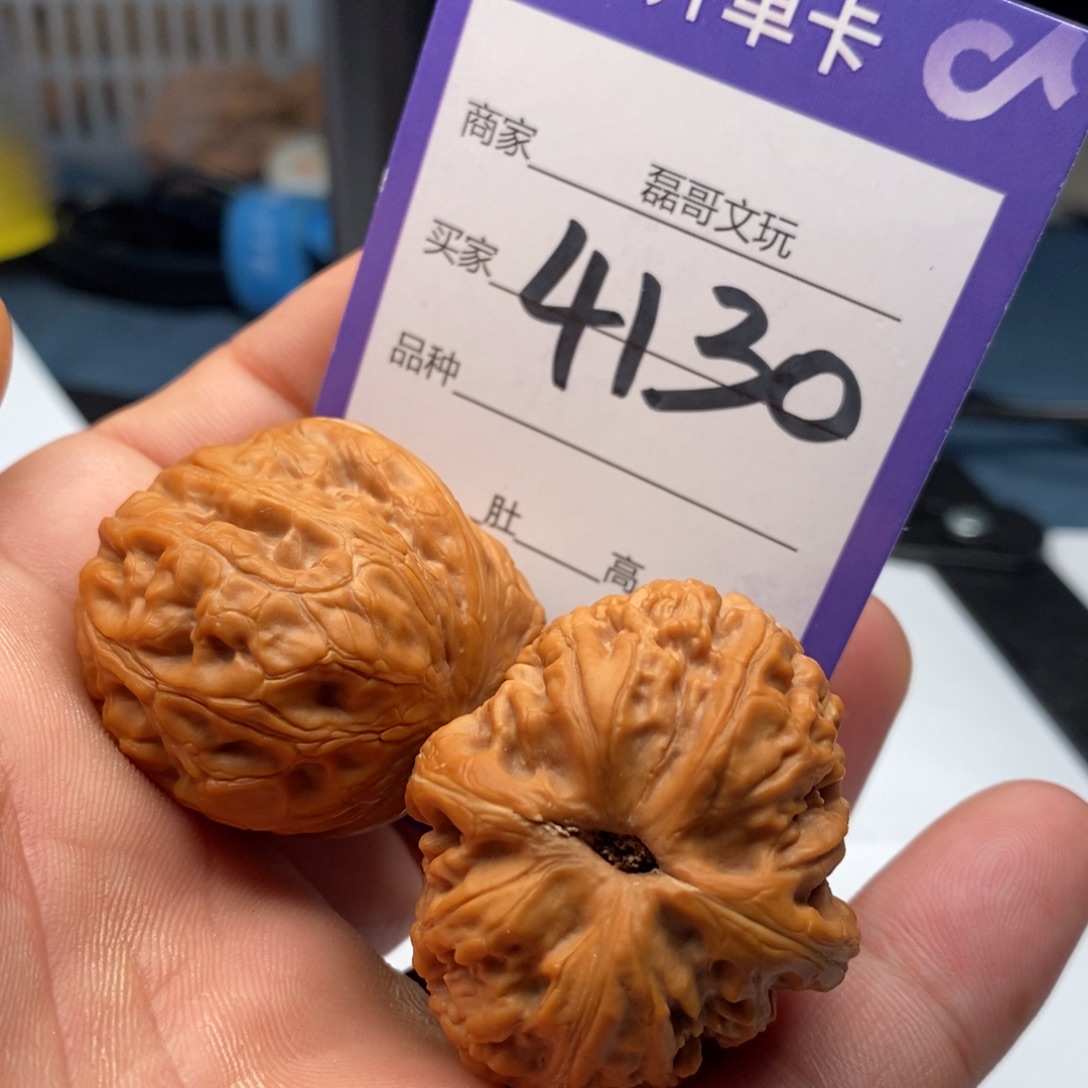 开单卡
商家 磊哥文玩
买家 4130
品种
肚 高